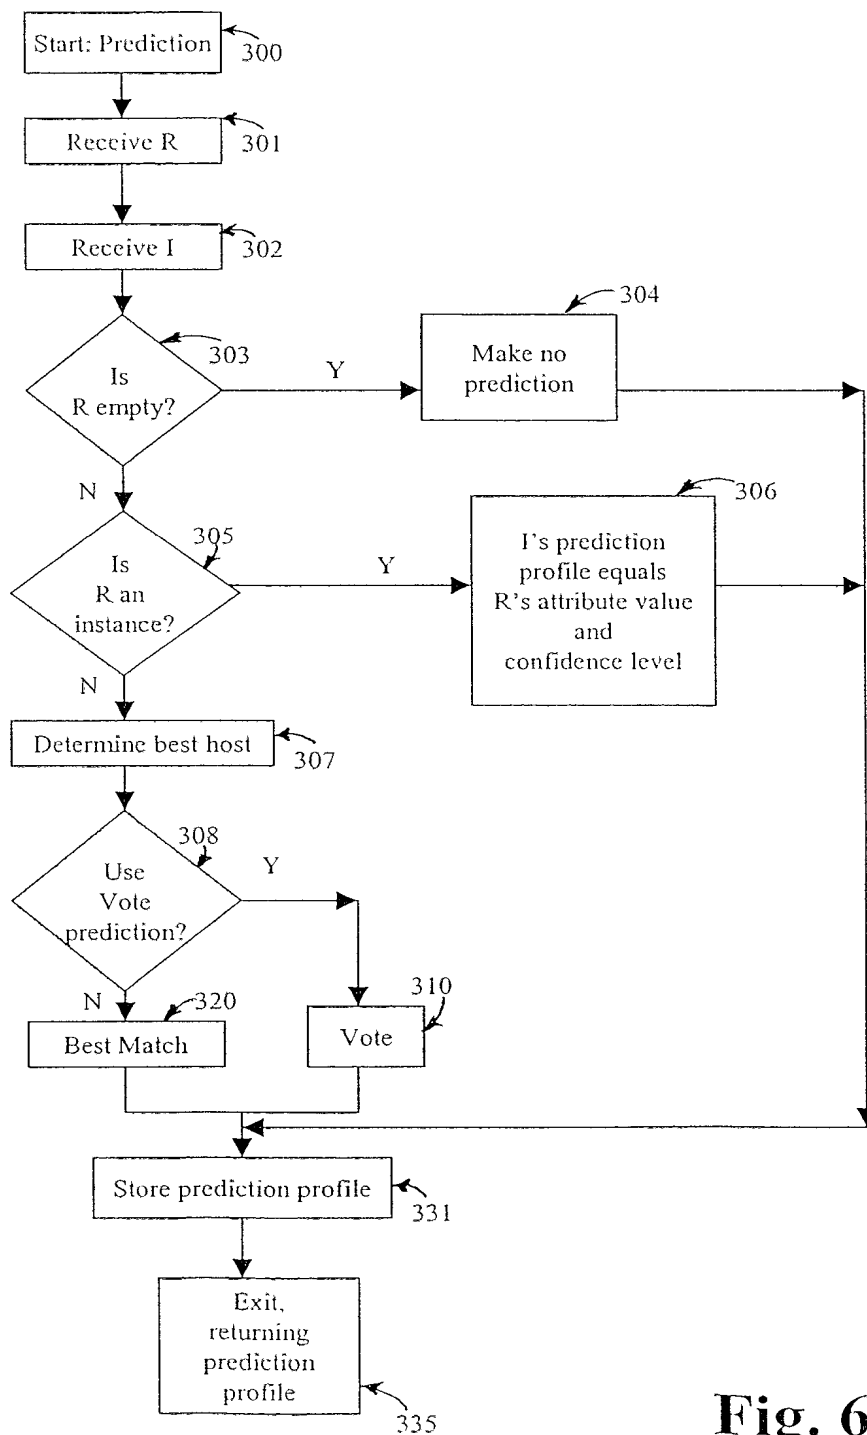 Start: Prediction
300
Receive R
301
Receive I
302
303
Is
R empty?
Y
304
Make no
prediction
N
305
Is
R an
instance?
Y
306
I's prediction
profile equals
R's attribute value
and
confidence level
N
Determine best host
307
308
Use
Vote
prediction?
Y
N
320
Best Match
310
Vote
Store prediction profile
331
Exit,
returning
prediction
profile
335
Fig. 6